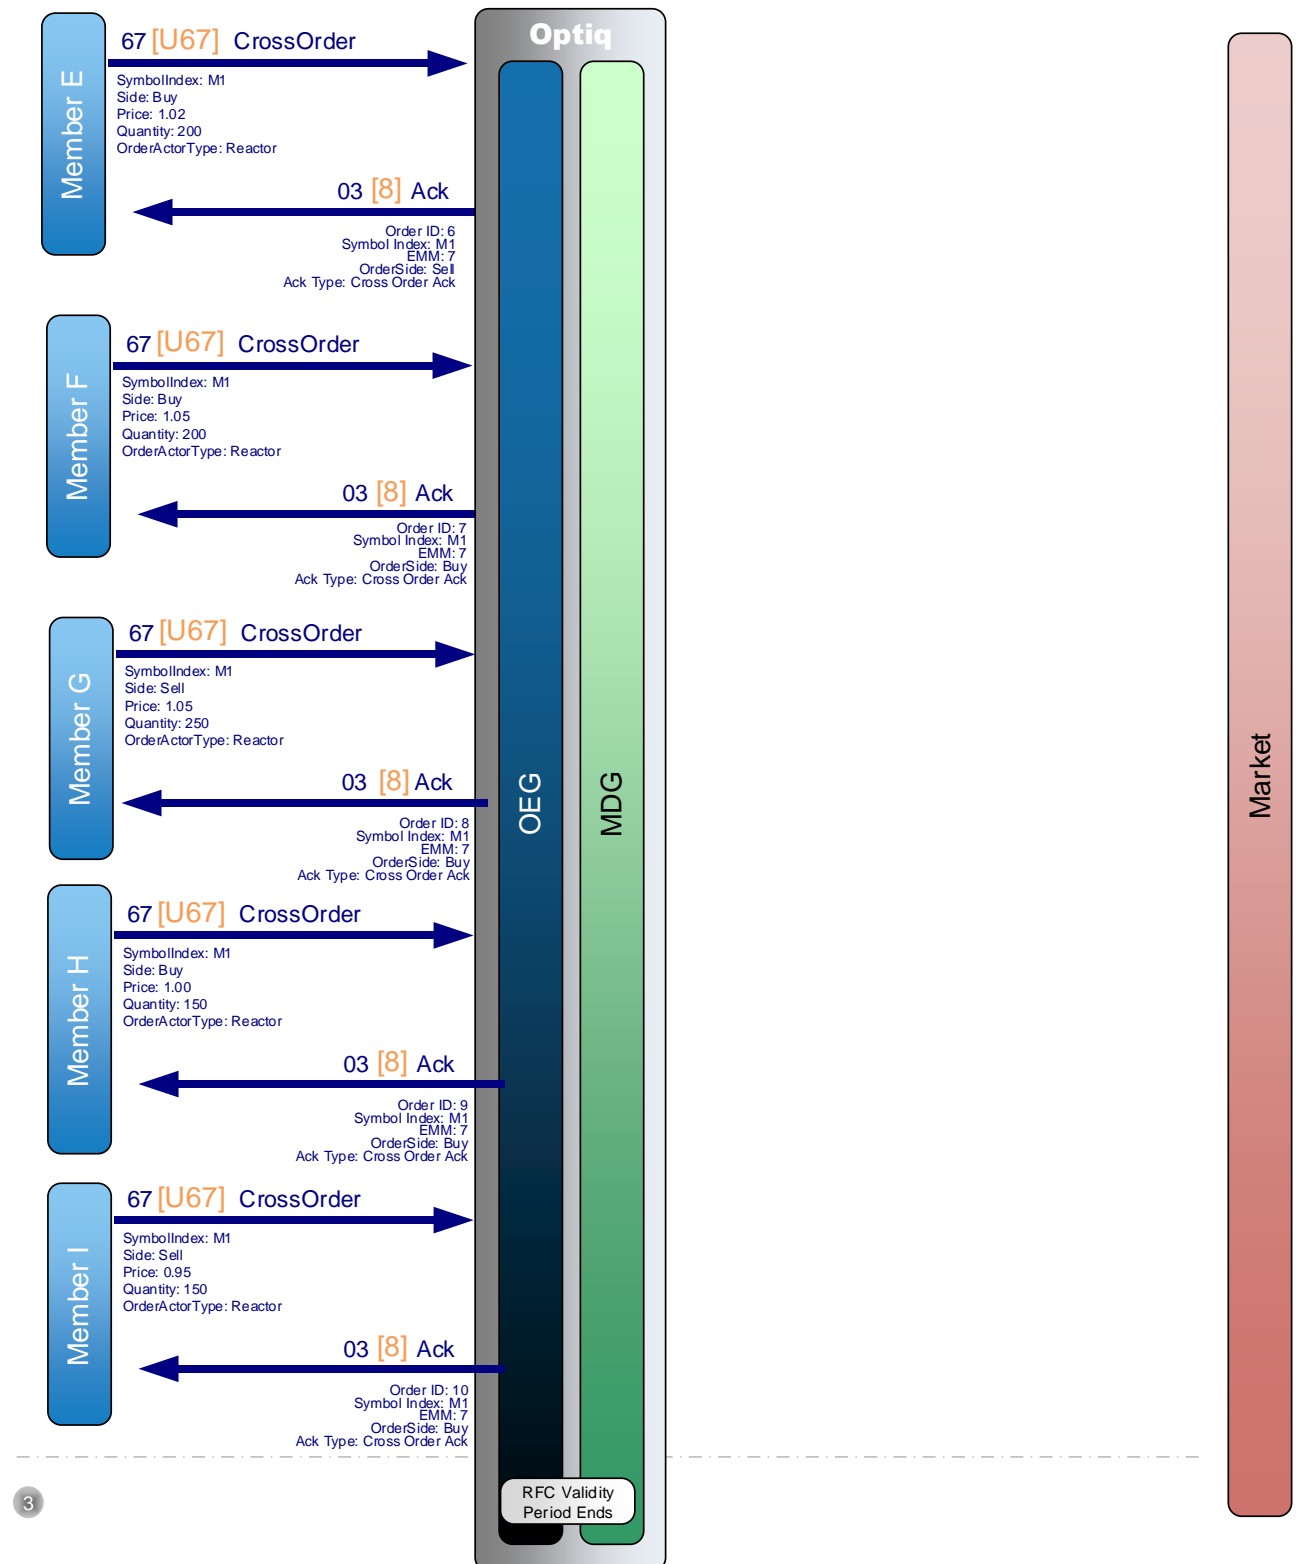 Optiq
OEG
MDG
Market
Member E
67 [U67] CrossOrder
SymbolIndex: M1
Side: Buy
Price: 1.02
Quantity: 200
OrderActorType: Reactor
03 [8] Ack
Order ID: 6
Symbol Index: M1
EMM: 7
OrderSide: Sell
Ack Type: Cross Order Ack
Member F
67 [U67] CrossOrder
SymbolIndex: M1
Side: Buy
Price: 1.05
Quantity: 200
OrderActorType: Reactor
03 [8] Ack
Order ID: 7
Symbol Index: M1
EMM: 7
OrderSide: Buy
Ack Type: Cross Order Ack
Member G
67 [U67] CrossOrder
SymbolIndex: M1
Side: Sell
Price: 1.05
Quantity: 250
OrderActorType: Reactor
03 [8] Ack
Order ID: 8
Symbol Index: M1
EMM: 7
OrderSide: Buy
Ack Type: Cross Order Ack
Member H
67 [U67] CrossOrder
SymbolIndex: M1
Side: Buy
Price: 1.00
Quantity: 150
OrderActorType: Reactor
03 [8] Ack
Order ID: 9
Symbol Index: M1
EMM: 7
OrderSide: Buy
Ack Type: Cross Order Ack
Member I
67 [U67] CrossOrder
SymbolIndex: M1
Side: Sell
Price: 0.95
Quantity: 150
OrderActorType: Reactor
03 [8] Ack
Order ID: 10
Symbol Index: M1
EMM: 7
OrderSide: Buy
Ack Type: Cross Order Ack
3
RFC Validity
Period Ends